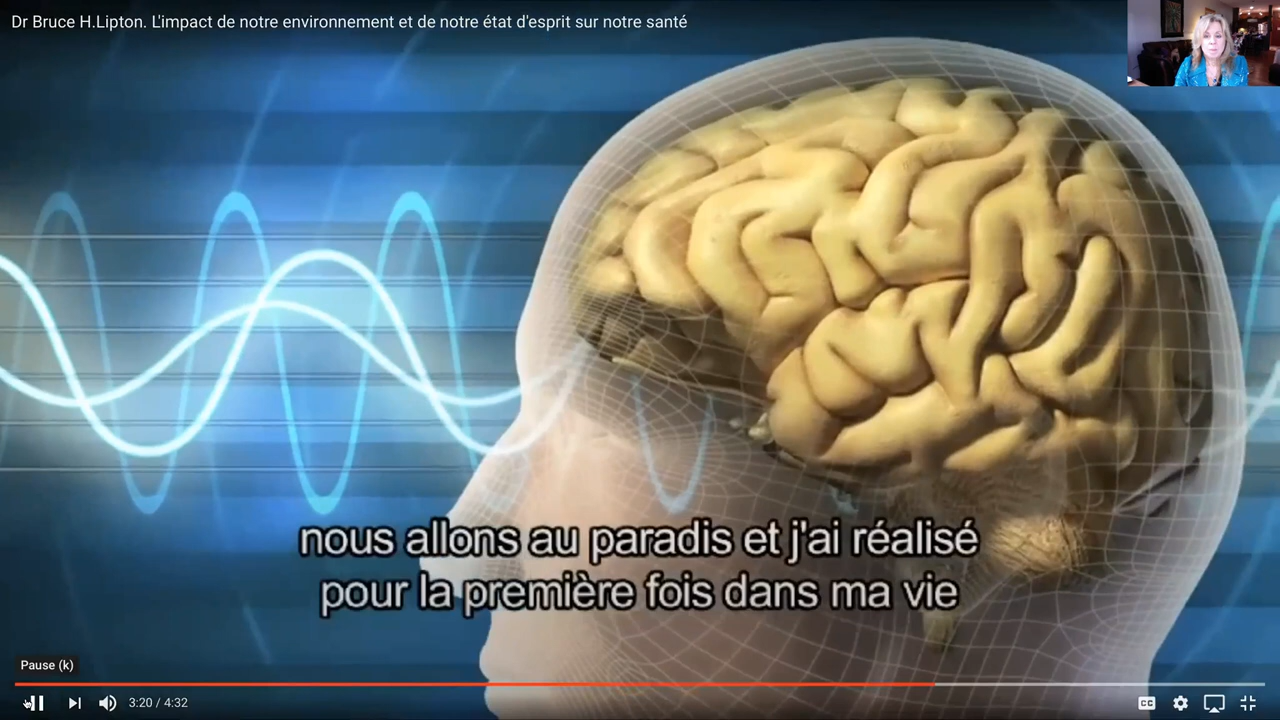 Dr Bruce H.Lipton. L'impact de notre environnement et de notre état d'esprit sur notre santé
nous allons au paradis et j'ai réalisé
pour la première fois dans ma vie
Pause (k)
3:20 / 4:32
CC